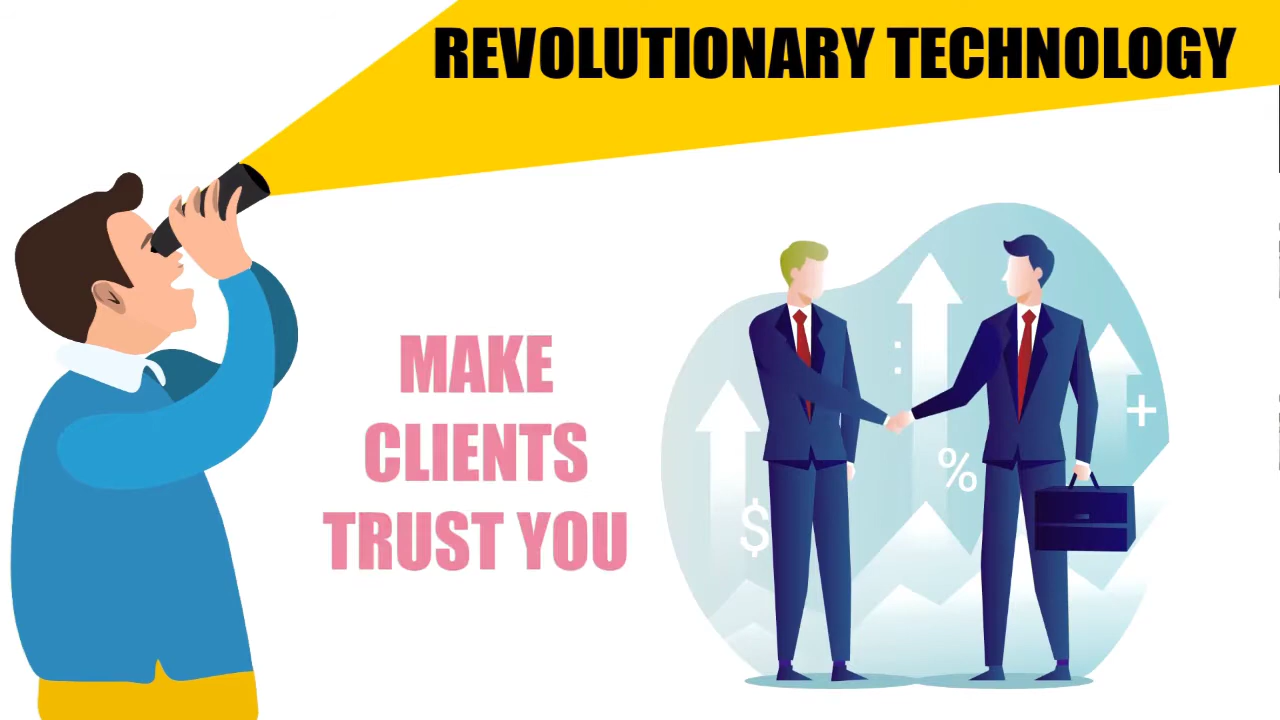 REVOLUTIONARY TECHNOLOGY
MAKE
CLIENTS
TRUST YOU
:
%
+
$